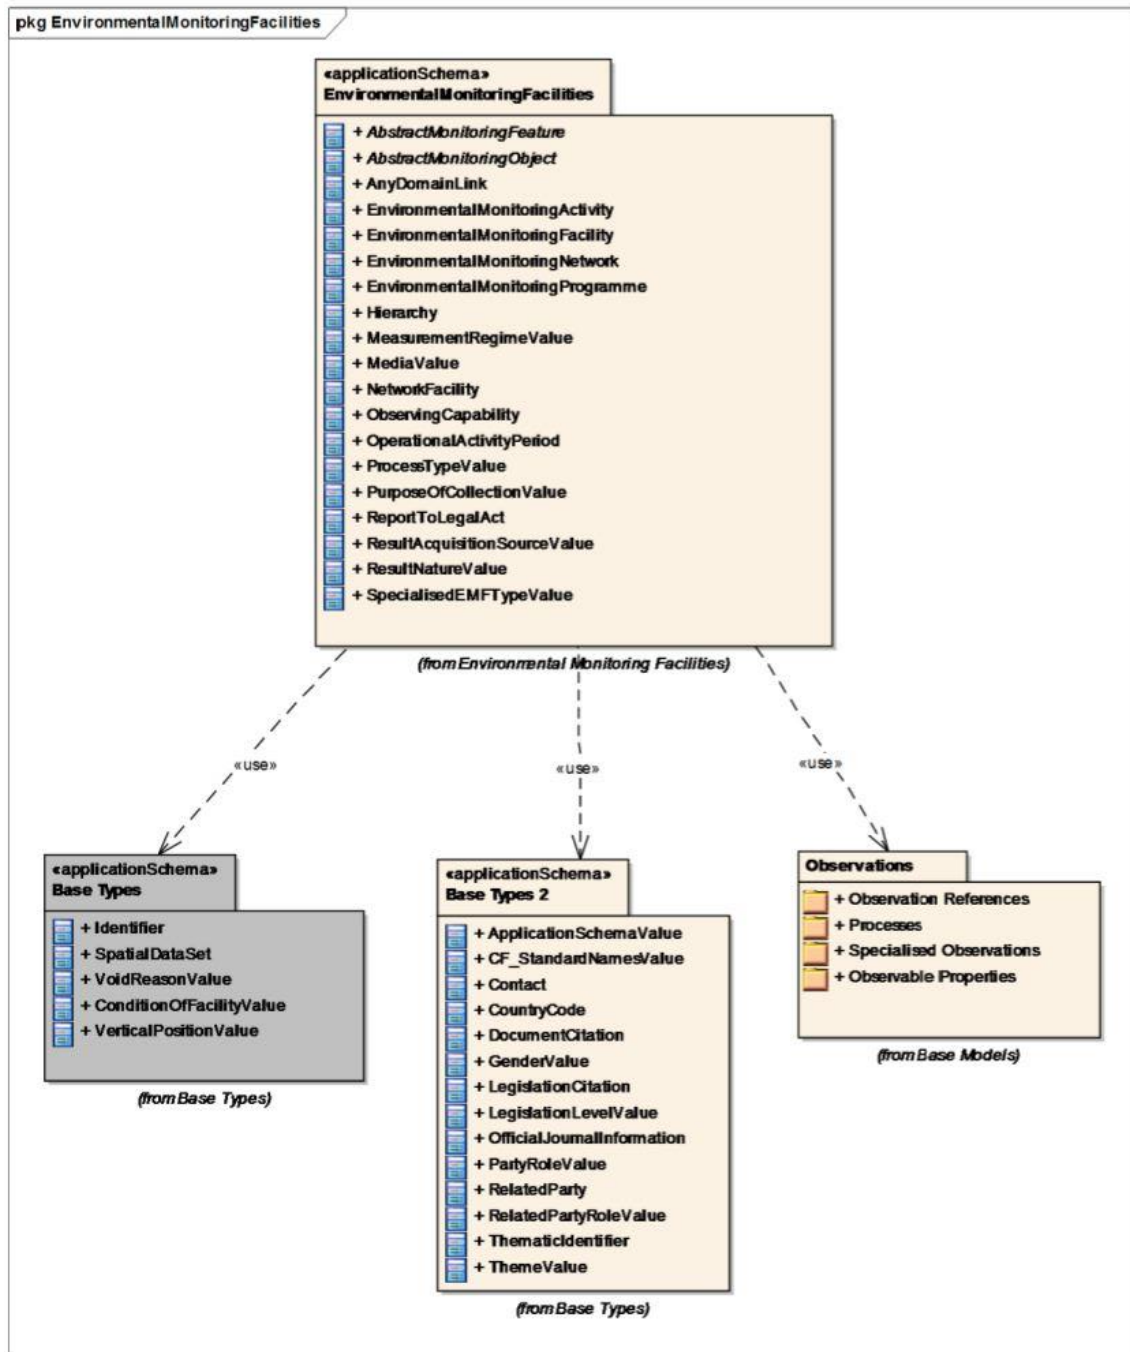 pkg EnvironmentalMonitoringFacilities
«applicationSchema»
EnvironmentalMonitoringFacilities
+ AbstractMonitoringFeature
+ AbstractMonitoringObject
+ AnyDomainLink
+ EnvironmentalMonitoringActivity
+ EnvironmentalMonitoringFacility
+ EnvironmentalMonitoringNetwork
+ EnvironmentalMonitoringProgramme
+ Hierarchy
+ MeasurementRegimeValue
+ MediaValue
+ NetworkFacility
+ ObservingCapability
+ OperationalActivityPeriod
+ ProcessTypeValue
+ PurposeOfCollectionValue
+ ReportToLegalAct
+ ResultAcquisitionSourceValue
+ ResultNatureValue
+ SpecialisedEMFTypeValue
(from Environmental Monitoring Facilities)
«use»
«use»
«use»
«applicationSchema»
Base Types
+ Identifier
+ SpatialDataSet
+ VoidReasonValue
+ ConditionOfFacilityValue
+ VerticalPositionValue
(from Base Types)
«applicationSchema»
Base Types 2
+ ApplicationSchemaValue
+ CF_StandardNamesValue
+ Contact
+ CountryCode
+ DocumentCitation
+ GenderValue
+ LegislationCitation
+ LegislationLevelValue
+ OfficialJournalInformation
+ PartyRoleValue
+ RelatedParty
+ RelatedPartyRoleValue
+ ThematicIdentifier
+ ThemeValue
(from Base Types)
Observations
+ Observation References
+ Processes
+ Specialised Observations
+ Observable Properties
(from Base Models)